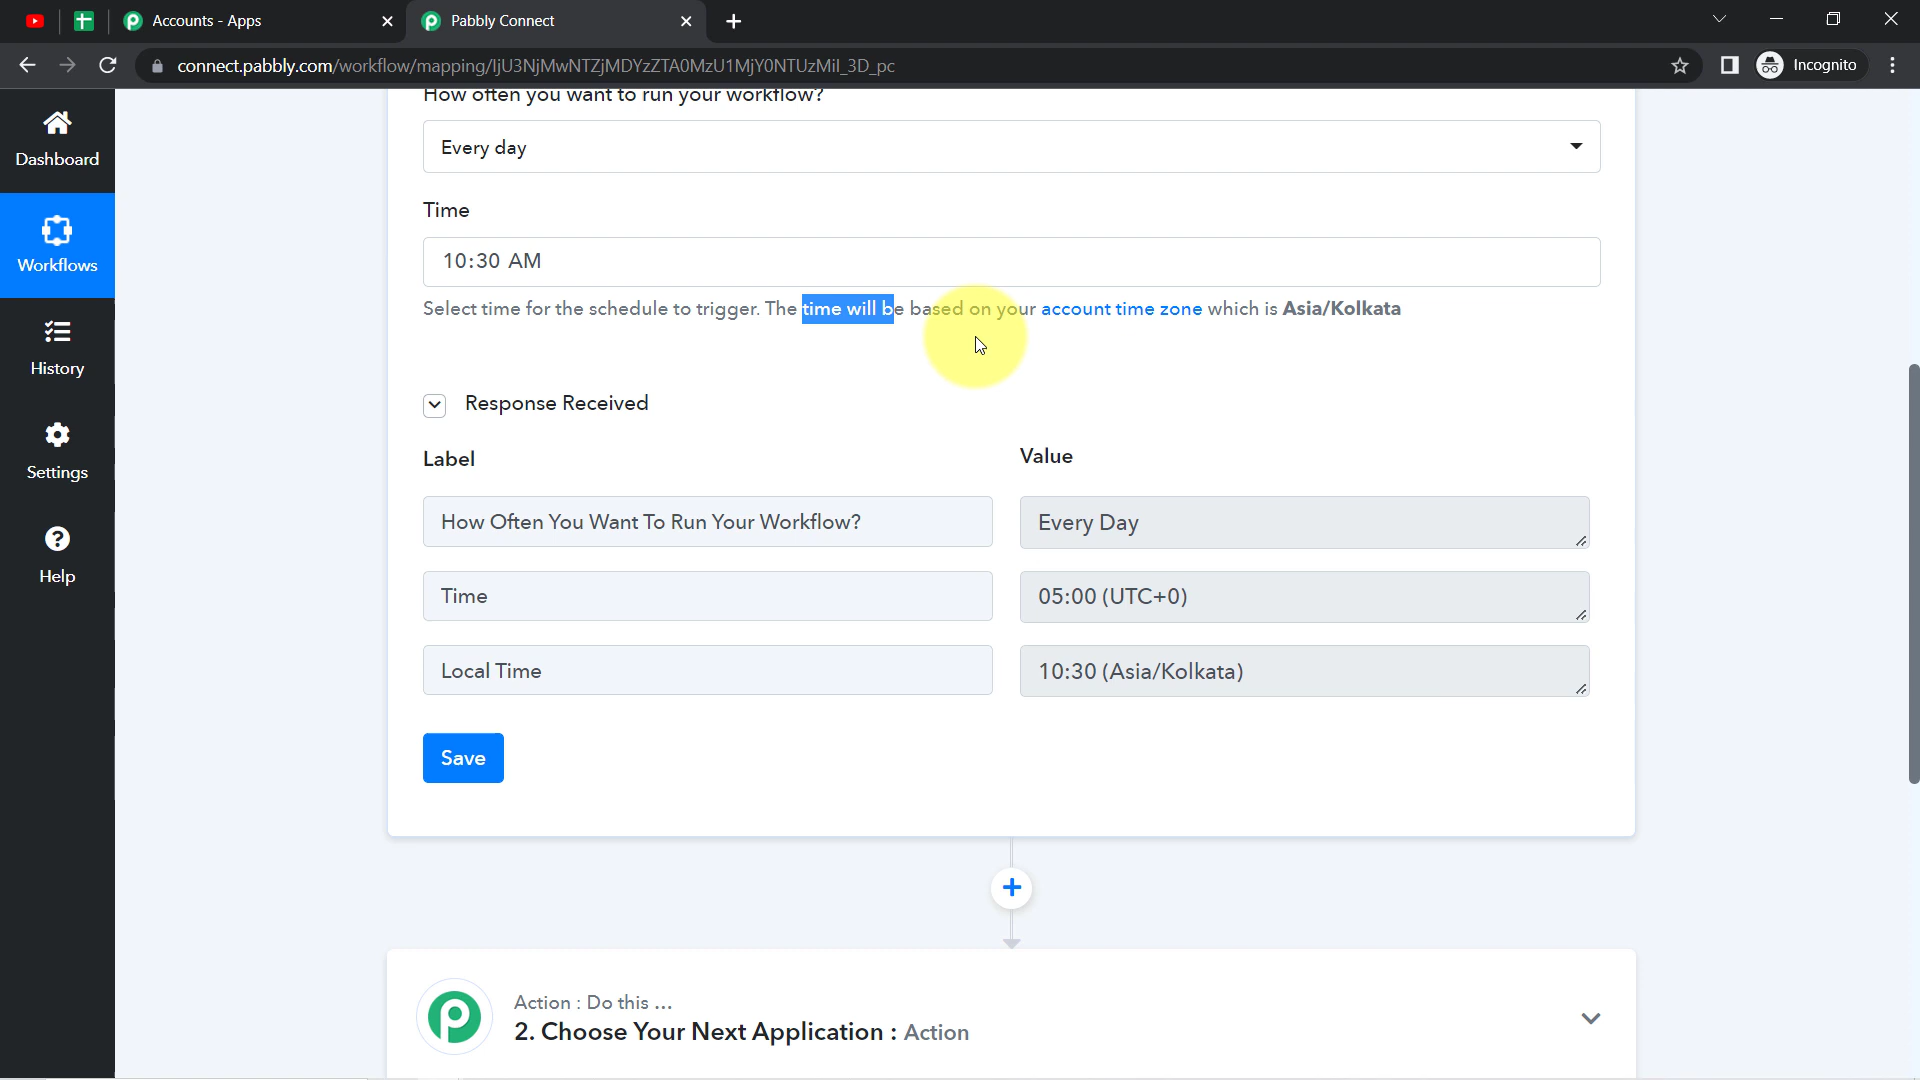 Accounts - Apps
Pabbly Connect
connect.pabbly.com/workflow/mapping/IjU3NjMwNTZjMDYzZTA0MzU1MjY0NTUzMiI_3D_pc
Incognito
Dashboard
Workflows
History
Settings
Help
How often you want to run your workflow?
Every day
Time
10:30 AM
Select time for the schedule to trigger. The time will be based on your account time zone which is Asia/Kolkata
Response Received
Label
Value
How Often You Want To Run Your Workflow?
Every Day
Time
05:00 (UTC+0)
Local Time
10:30 (Asia/Kolkata)
Save
Action : Do this ...
2. Choose Your Next Application : Action